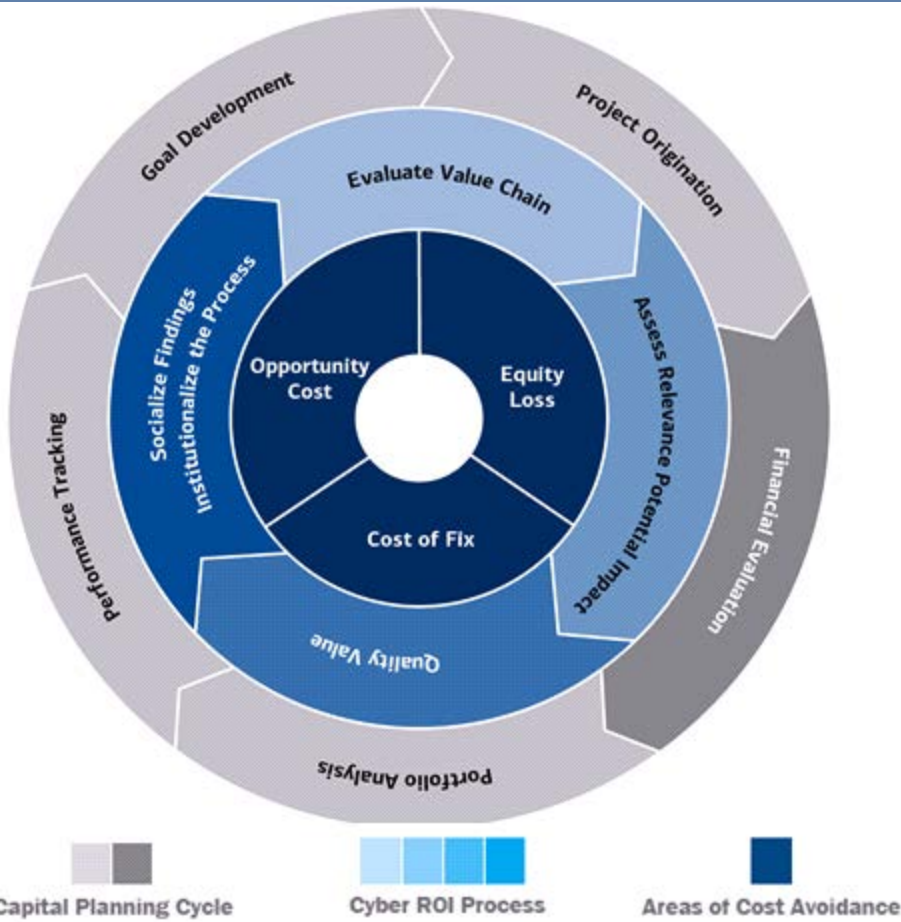 Goal Development
Project Origination
Financial Evaluation
Portfolio Analysis
Performance Tracking
Evaluate Value Chain
Assess Relevance Potential Impact
Quality Value
Socialize Findings
Institutionalize the Process
Opportunity
Cost
Equity
Loss
Cost of Fix
Capital Planning Cycle
Cyber ROI Process
Areas of Cost Avoidance